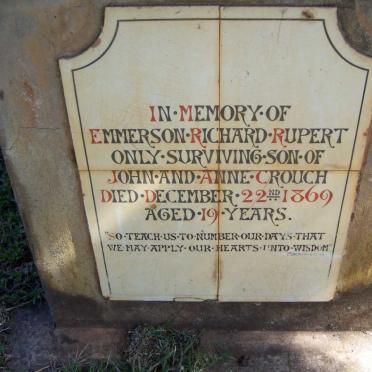 IN·MEMORY·OF
EMMERSON·RICHARD·RUPERT
ONLY·SURVIVING·SON·OF
JOHN·AND·ANNE·CROUCH
DIED·DECEMBER·22ND·1869
AGED·19·YEARS.
"SO·TEACH·US·TO·NUMBER·OUR·DAYS·THAT
WE·MAY·APPLY·OUR·HEARTS·UNTO·WISDOM"